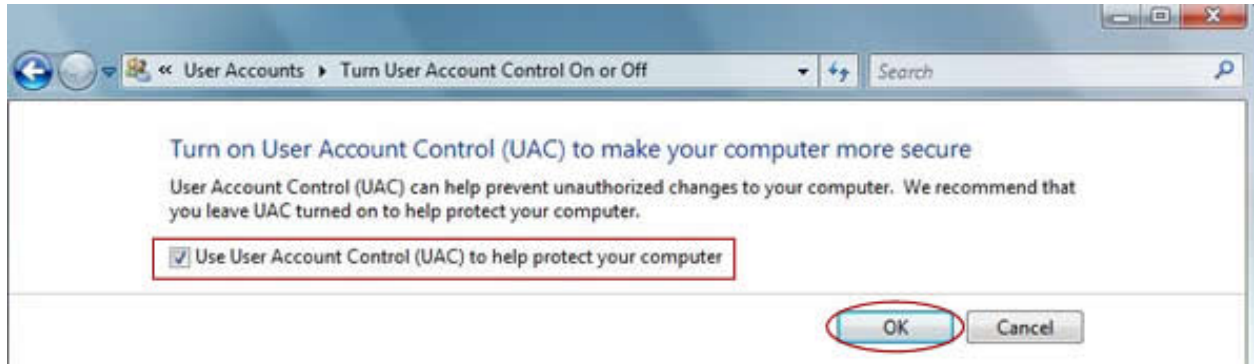 « User Accounts ▸ Turn User Account Control On or Off Search
Turn on User Account Control (UAC) to make your computer more secure
User Account Control (UAC) can help prevent unauthorized changes to your computer. We recommend that
you leave UAC turned on to help protect your computer.
Use User Account Control (UAC) to help protect your computer
OK Cancel